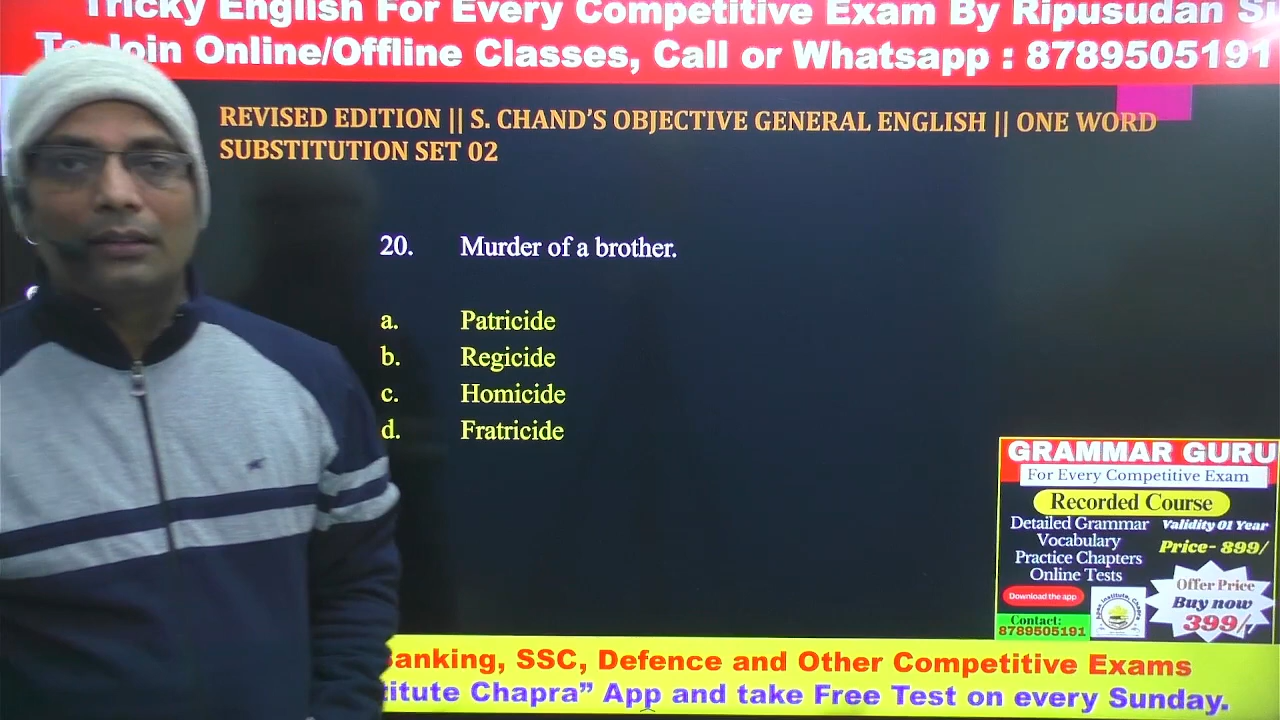 Tricky English For Every Competitive Exam By Ripusudan
To Join Online/Offline Classes, Call or Whatsapp : 8789505191
REVISED EDITION || S. CHAND'S OBJECTIVE GENERAL ENGLISH || ONE WORD
SUBSTITUTION SET 02
20. Murder of a brother.
a. Patricide
b. Regicide
c. Homicide
d. Fratricide
GRAMMAR GURU
For Every Competitive Exam
Recorded Course
Detailed Grammar
Vocabulary
Practice Chapters
Online Tests
Validity 01 Year
Price- 899/
Offer Price
Buy now
399/-
Download the app
Contact:
8789505191
Banking, SSC, Defence and Other Competitive Exams
titute Chapra” App and take Free Test on every Sunday.